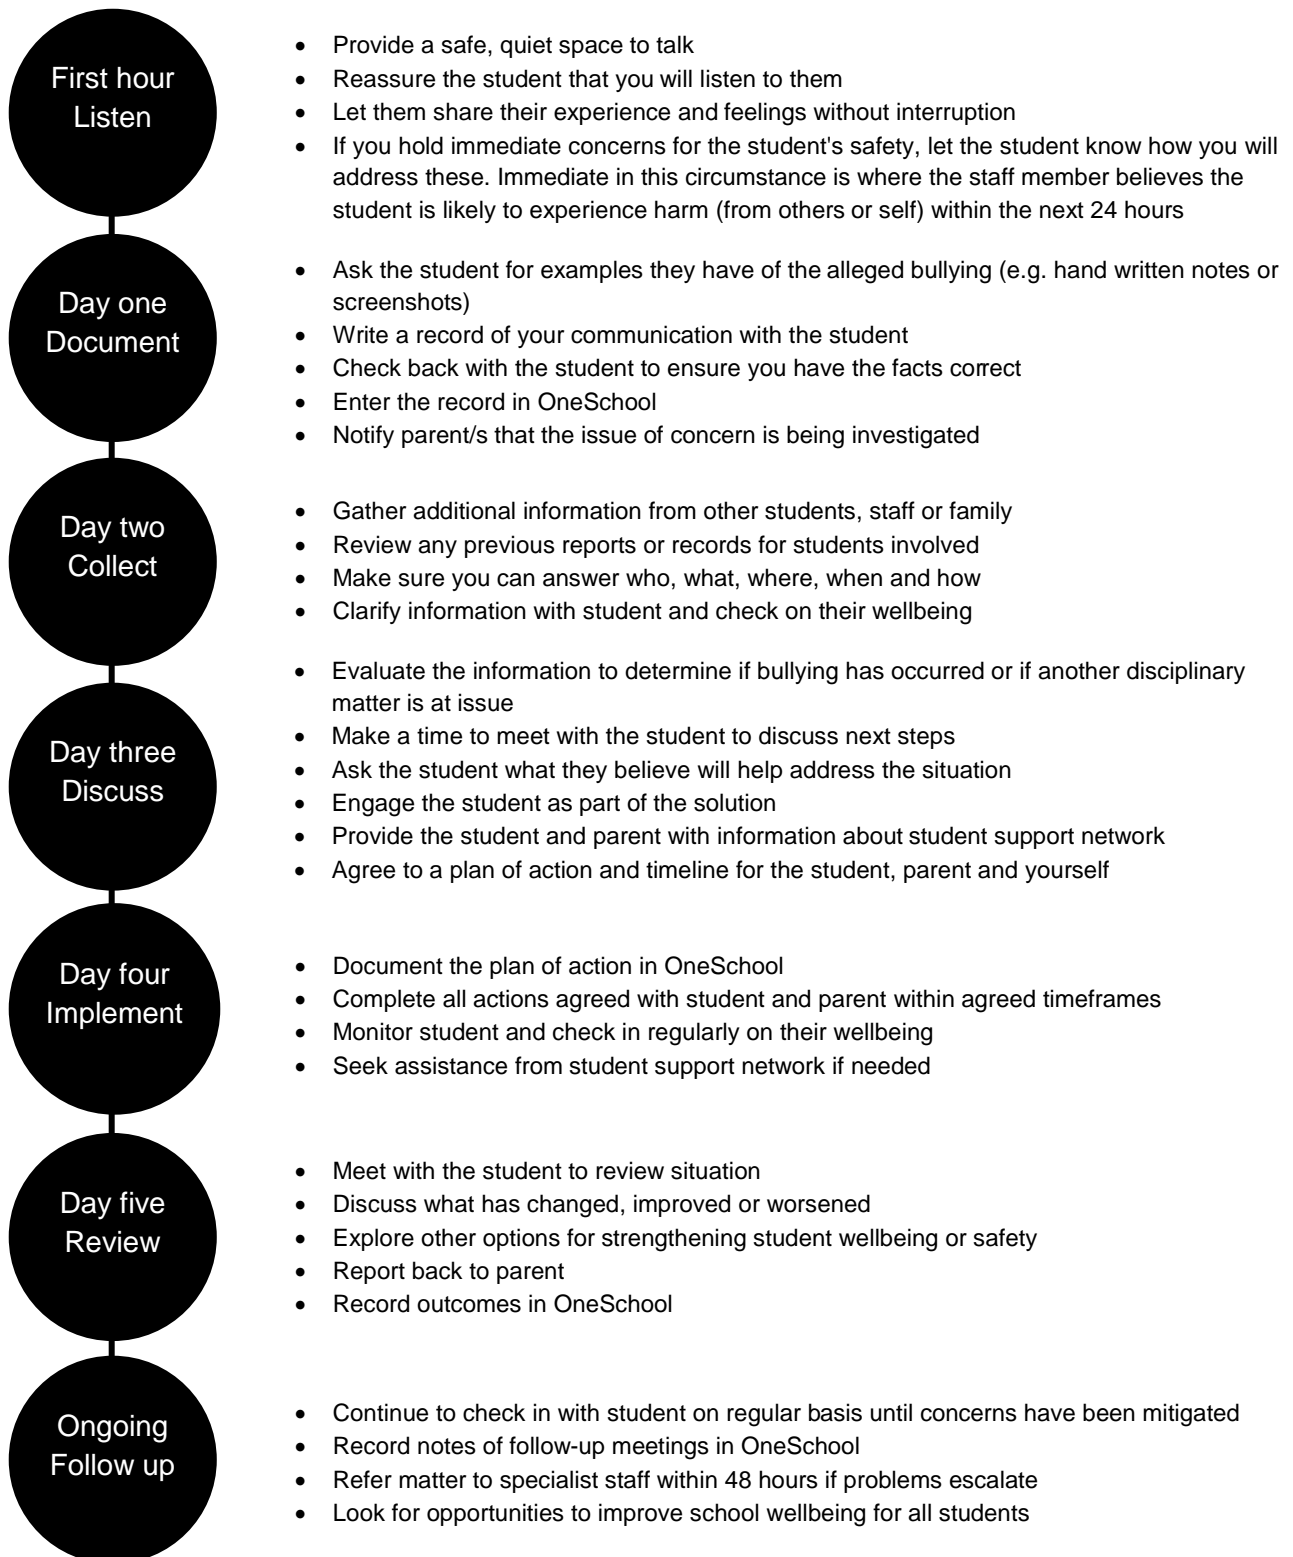 First hour
Listen
• Provide a safe, quiet space to talk
• Reassure the student that you will listen to them
• Let them share their experience and feelings without interruption
• If you hold immediate concerns for the student's safety, let the student know how you will
address these. Immediate in this circumstance is where the staff member believes the
student is likely to experience harm (from others or self) within the next 24 hours
Day one
Document
• Ask the student for examples they have of the alleged bullying (e.g. hand written notes or
screenshots)
• Write a record of your communication with the student
• Check back with the student to ensure you have the facts correct
• Enter the record in OneSchool
• Notify parent/s that the issue of concern is being investigated
Day two
Collect
• Gather additional information from other students, staff or family
• Review any previous reports or records for students involved
• Make sure you can answer who, what, where, when and how
• Clarify information with student and check on their wellbeing
Day three
Discuss
• Evaluate the information to determine if bullying has occurred or if another disciplinary
matter is at issue
• Make a time to meet with the student to discuss next steps
• Ask the student what they believe will help address the situation
• Engage the student as part of the solution
• Provide the student and parent with information about student support network
• Agree to a plan of action and timeline for the student, parent and yourself
Day four
Implement
• Document the plan of action in OneSchool
• Complete all actions agreed with student and parent within agreed timeframes
• Monitor student and check in regularly on their wellbeing
• Seek assistance from student support network if needed
Day five
Review
• Meet with the student to review situation
• Discuss what has changed, improved or worsened
• Explore other options for strengthening student wellbeing or safety
• Report back to parent
• Record outcomes in OneSchool
Ongoing
Follow up
• Continue to check in with student on regular basis until concerns have been mitigated
• Record notes of follow-up meetings in OneSchool
• Refer matter to specialist staff within 48 hours if problems escalate
• Look for opportunities to improve school wellbeing for all students